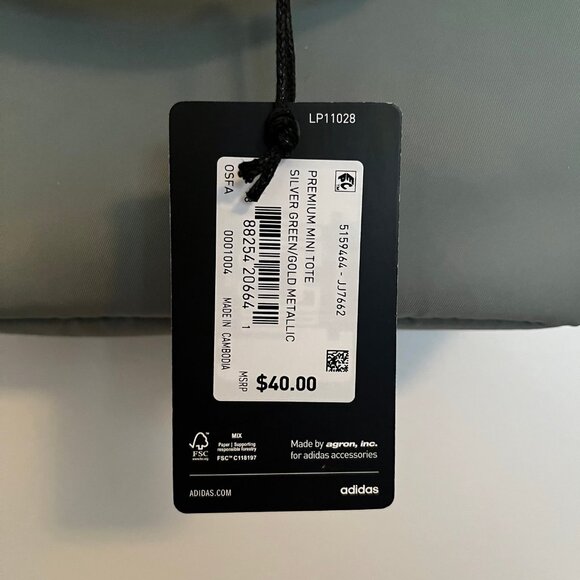 LP11028
PREMIUM MINI TOTE
SILVER GREEN/GOLD METALLIC
OSFA
5159464 - JJ7662
88254 20664 1
0001004
MADE IN CAMBODIA
MSRP
$40.00
FSC
MIX
Paper | Supporting
responsible forestry
FSC™ C118197
Made by agron, inc.
for adidas accessories
ADIDAS.COM
adidas